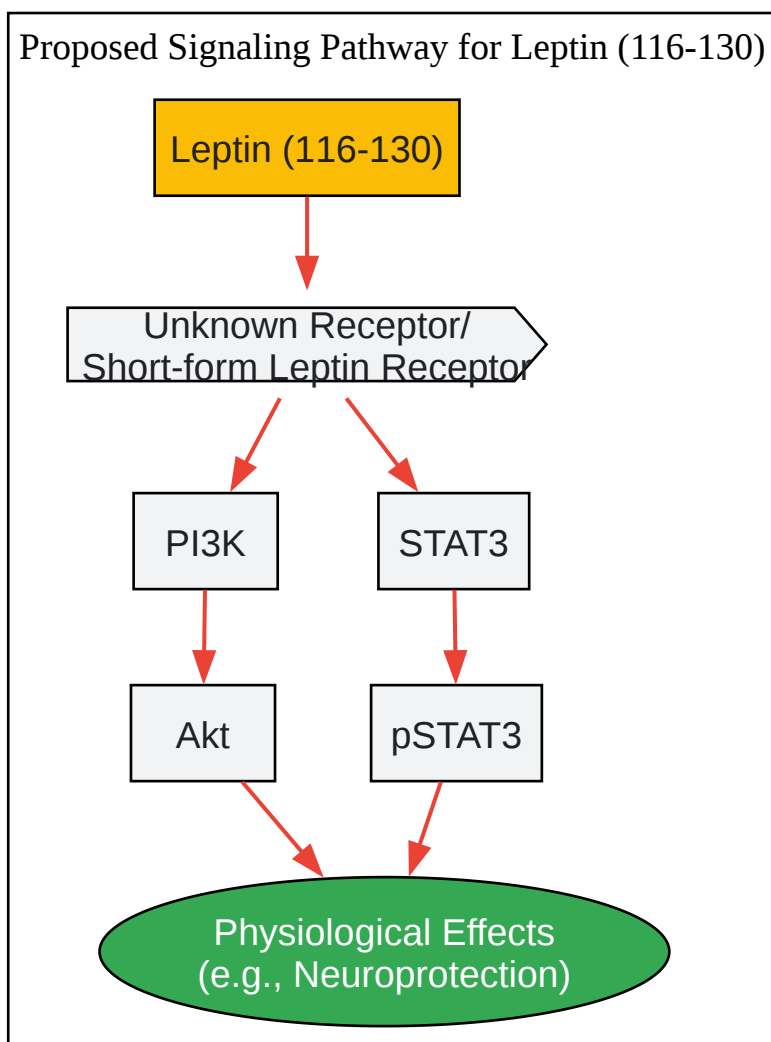 Proposed Signaling Pathway for Leptin (116-130)
Leptin (116-130)
Unknown Receptor/
Short-form Leptin Receptor
PI3K
STAT3
Akt
pSTAT3
Physiological Effects
(e.g., Neuroprotection)